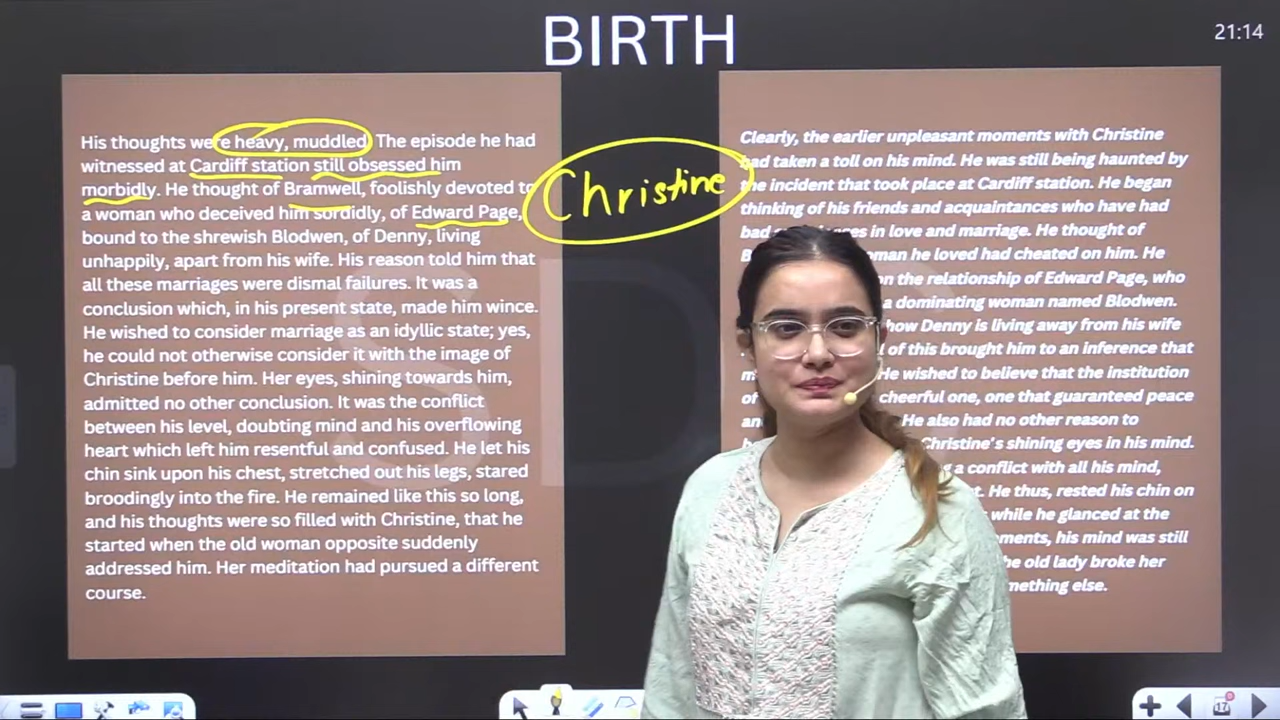 BIRTH
21:14
His thoughts were heavy, muddled. The episode he had
witnessed at Cardiff station still obsessed him
morbidly. He thought of Bramwell, foolishly devoted to
a woman who deceived him sordidly, of Edward Page,
bound to the shrewish Blodwen, of Denny, living
unhappily, apart from his wife. His reason told him that
all these marriages were dismal failures. It was a
conclusion which, in his present state, made him wince.
He wished to consider marriage as an idyllic state; yes,
he could not otherwise consider it with the image of
Christine before him. Her eyes, shining towards him,
admitted no other conclusion. It was the conflict
between his level, doubting mind and his overflowing
heart which left him resentful and confused. He let his
chin sink upon his chest, stretched out his legs, stared
broodingly into the fire. He remained like this so long,
and his thoughts were so filled with Christine, that he
started when the old woman opposite suddenly
addressed him. Her meditation had pursued a different
course.
Christine
Clearly, the earlier unpleasant moments with Christine
had taken a toll on his mind. He was still being haunted by
the incident that took place at Cardiff station. He began
thinking of his friends and acquaintances who have had
bad in love and marriage. He thought of
he loved had cheated on him. He
on the relationship of Edward Page, who
a dominating woman named Blodwen.
how Denny is living away from his wife
of this brought him to an inference that
He wished to believe that the institution
of cheerful one, one that guaranteed peace
He also had no other reason to
Christine's shining eyes in his mind.
a conflict with all his mind,
He thus, rested his chin on
while he glanced at the
his mind was still
old lady broke her
else.
17